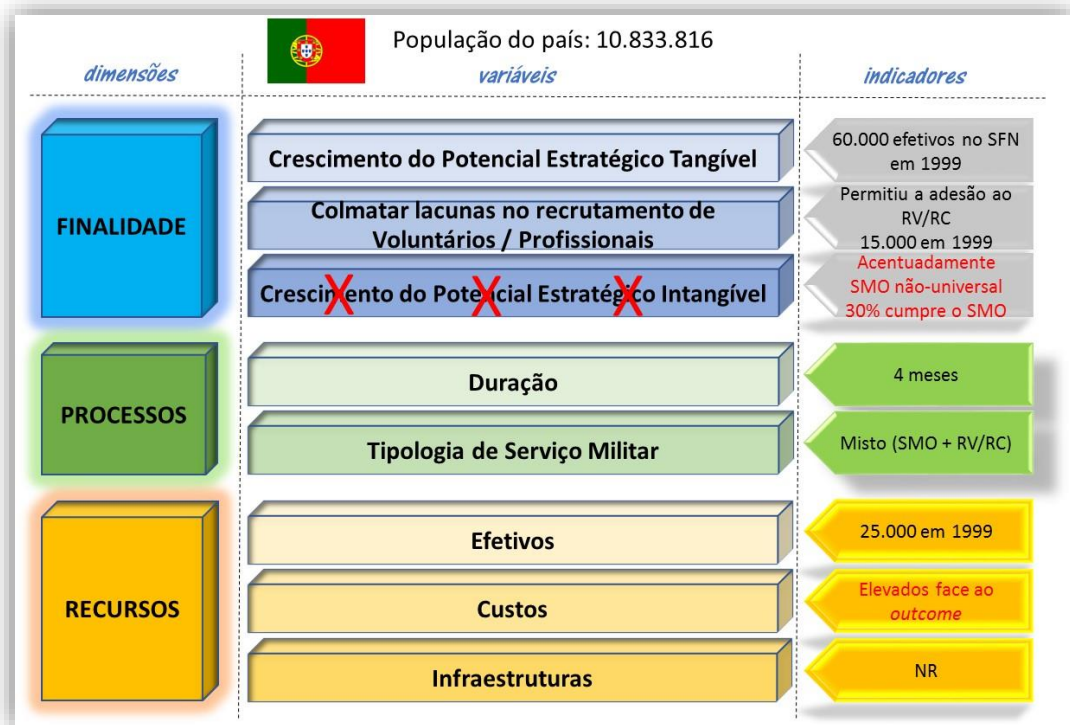 População do país: 10.833.816
dimensões
variáveis
indicadores
FINALIDADE
Crescimento do Potencial Estratégico Tangível
60.000 efetivos no SFN
em 1999
Colmatar lacunas no recrutamento de
Voluntários / Profissionais
Permitiu a adesão ao
RV/RC
15.000 em 1999
Crescimento do Potencial Estratégico Intangível
X X X
Acentuadamente
SMO não-universal
30% cumpre o SMO
PROCESSOS
Duração
4 meses
Tipologia de Serviço Militar
Misto (SMO + RV/RC)
RECURSOS
Efetivos
25.000 em 1999
Custos
Elevados face ao
outcome
Infraestruturas
NR